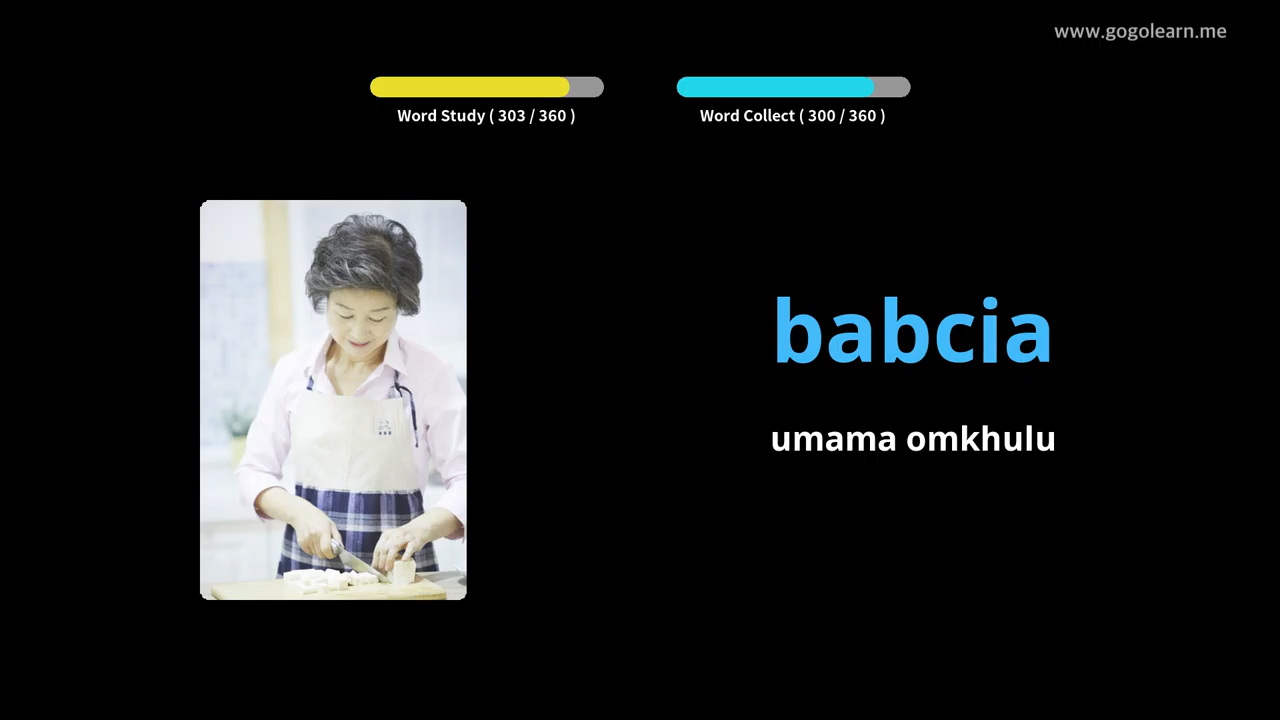 www.gogolearn.me
Word Study ( 303 / 360 )
Word Collect ( 300 / 360 )
babcia
umama omkhulu